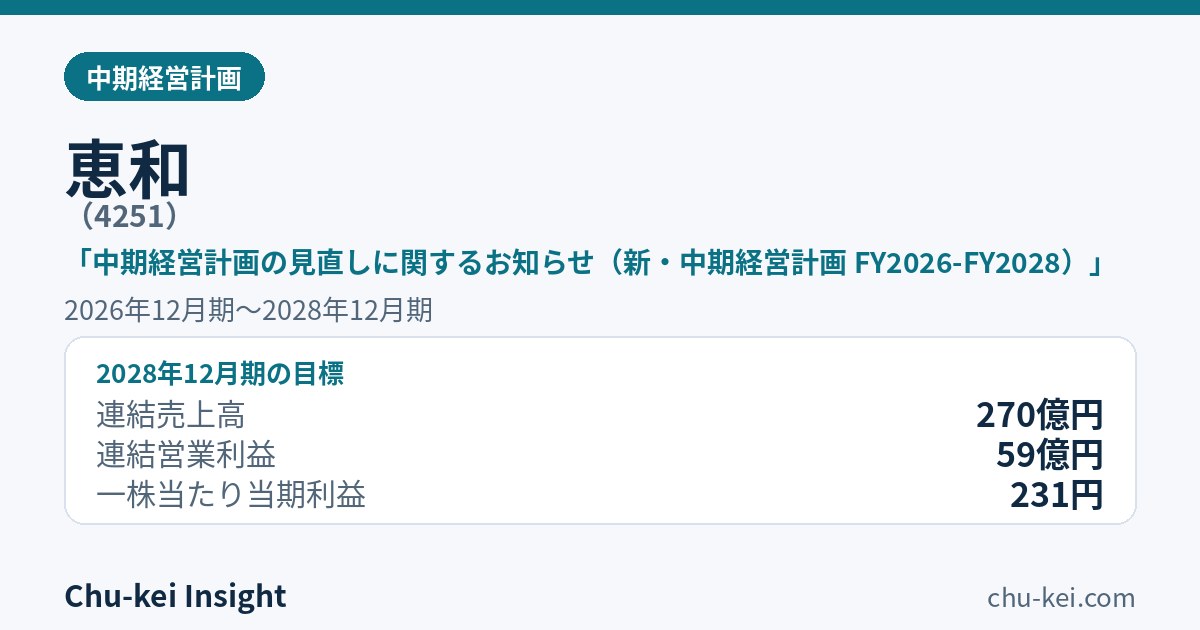 中期経営計画
恵和
（4251）
「中期経営計画の見直しに関するお知らせ（新・中期経営計画 FY2026-FY2028）」
2026年12月期～2028年12月期
2028年12月期の目標
連結売上高 270億円
連結営業利益 59億円
一株当たり当期利益 231円
Chu-kei Insight chu-kei.com